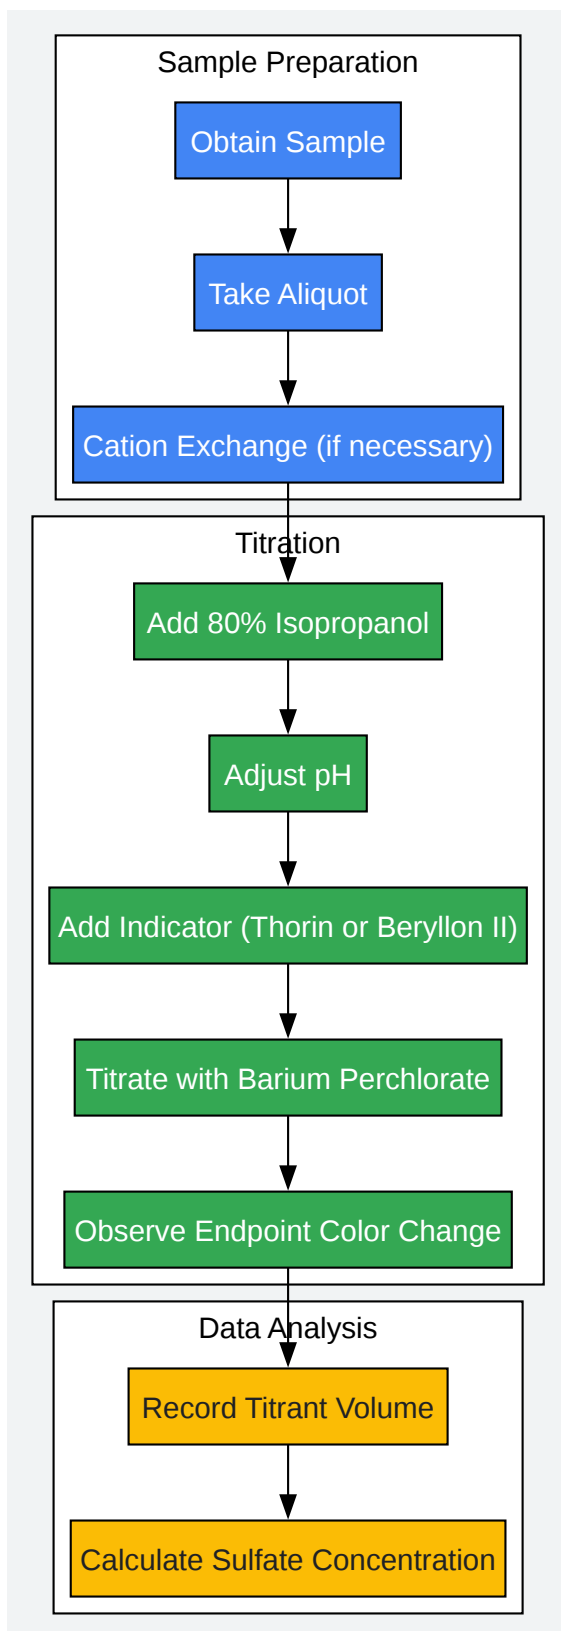 Sample Preparation
Obtain Sample
Take Aliquot
Cation Exchange (if necessary)
Titration
Add 80% Isopropanol
Adjust pH
Add Indicator (Thorin or Beryllon II)
Titrate with Barium Perchlorate
Observe Endpoint Color Change
Data Analysis
Record Titrant Volume
Calculate Sulfate Concentration